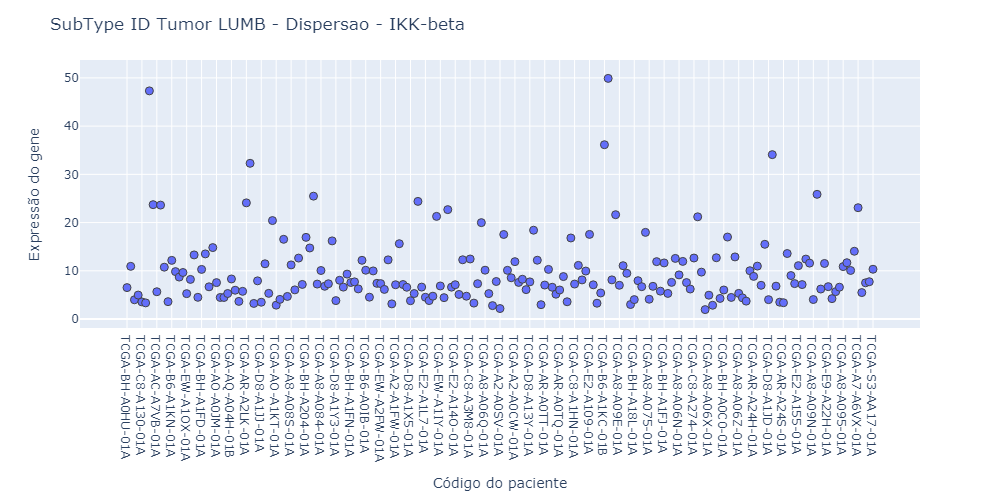 SubType ID Tumor LUMB - Dispersao - IKK-beta
Expressão do gene
50
40
30
20
10
0
TCGA-BH-A0HU-01A
TCGA-C8-A130-01A
TCGA-AC-A7VB-01A
TCGA-B6-A1KN-01A
TCGA-EW-A1OX-01A
TCGA-BH-A1FD-01A
TCGA-AO-A0JM-01A
TCGA-AQ-A04H-01B
TCGA-AR-A2LK-01A
TCGA-D8-A1JJ-01A
TCGA-AO-A1KT-01A
TCGA-A8-A08S-01A
TCGA-BH-A204-01A
TCGA-A8-A084-01A
TCGA-D8-A1Y3-01A
TCGA-BH-A1FN-01A
TCGA-B6-A0IB-01A
TCGA-EW-A2FW-01A
TCGA-A2-A1FW-01A
TCGA-D8-A1X5-01A
TCGA-E2-A1L7-01A
TCGA-EW-A1IY-01A
TCGA-E2-A14O-01A
TCGA-C8-A3M8-01A
TCGA-A8-A06Q-01A
TCGA-A2-A0SV-01A
TCGA-A2-A0CW-01A
TCGA-D8-A13Y-01A
TCGA-AR-A0TT-01A
TCGA-AR-A0TQ-01A
TCGA-C8-A1HN-01A
TCGA-E2-A109-01A
TCGA-B6-A1KC-01B
TCGA-A8-A09E-01A
TCGA-BH-A18L-01A
TCGA-A8-A075-01A
TCGA-BH-A1FJ-01A
TCGA-A8-A06N-01A
TCGA-C8-A274-01A
TCGA-A8-A06X-01A
TCGA-BH-A0C0-01A
TCGA-A8-A06Z-01A
TCGA-AR-A24H-01A
TCGA-D8-A1JD-01A
TCGA-AR-A24S-01A
TCGA-E2-A155-01A
TCGA-A8-A09N-01A
TCGA-E9-A22H-01A
TCGA-A8-A095-01A
TCGA-A7-A6VX-01A
TCGA-S3-AA17-01A
Código do paciente